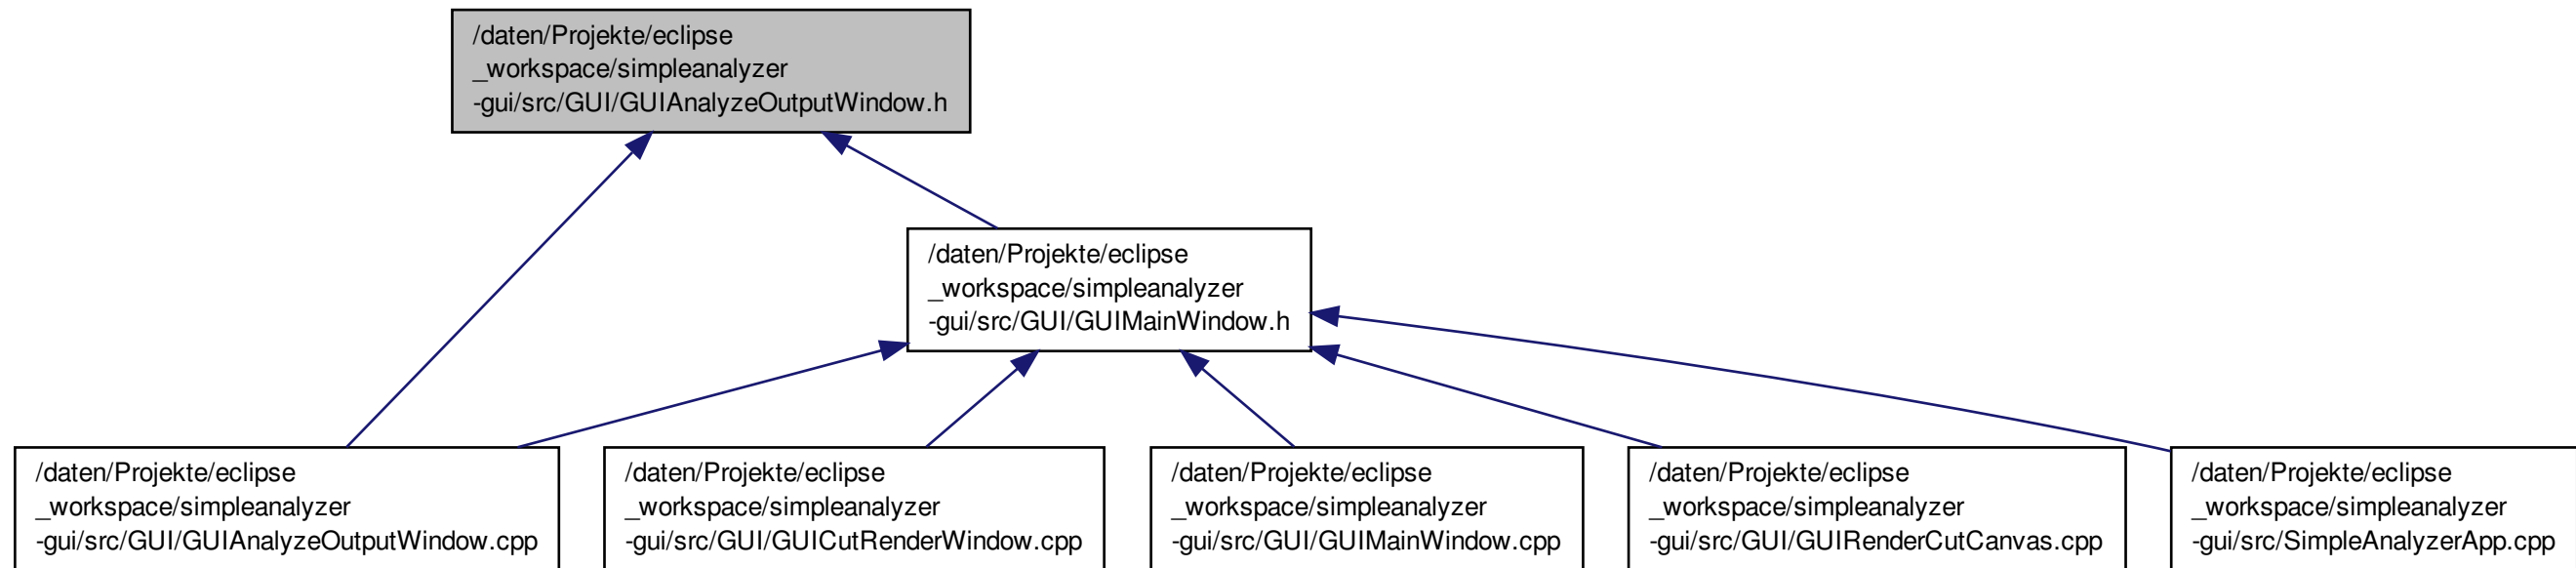 /daten/Projekte/eclipse
_workspace/simpleanalyzer
-gui/src/GUI/GUIAnalyzeOutputWindow.h
/daten/Projekte/eclipse
_workspace/simpleanalyzer
-gui/src/GUI/GUIMainWindow.h
/daten/Projekte/eclipse
_workspace/simpleanalyzer
-gui/src/GUI/GUIAnalyzeOutputWindow.cpp
/daten/Projekte/eclipse
_workspace/simpleanalyzer
-gui/src/GUI/GUICutRenderWindow.cpp
/daten/Projekte/eclipse
_workspace/simpleanalyzer
-gui/src/GUI/GUIMainWindow.cpp
/daten/Projekte/eclipse
_workspace/simpleanalyzer
-gui/src/GUI/GUIRenderCutCanvas.cpp
/daten/Projekte/eclipse
_workspace/simpleanalyzer
-gui/src/SimpleAnalyzerApp.cpp